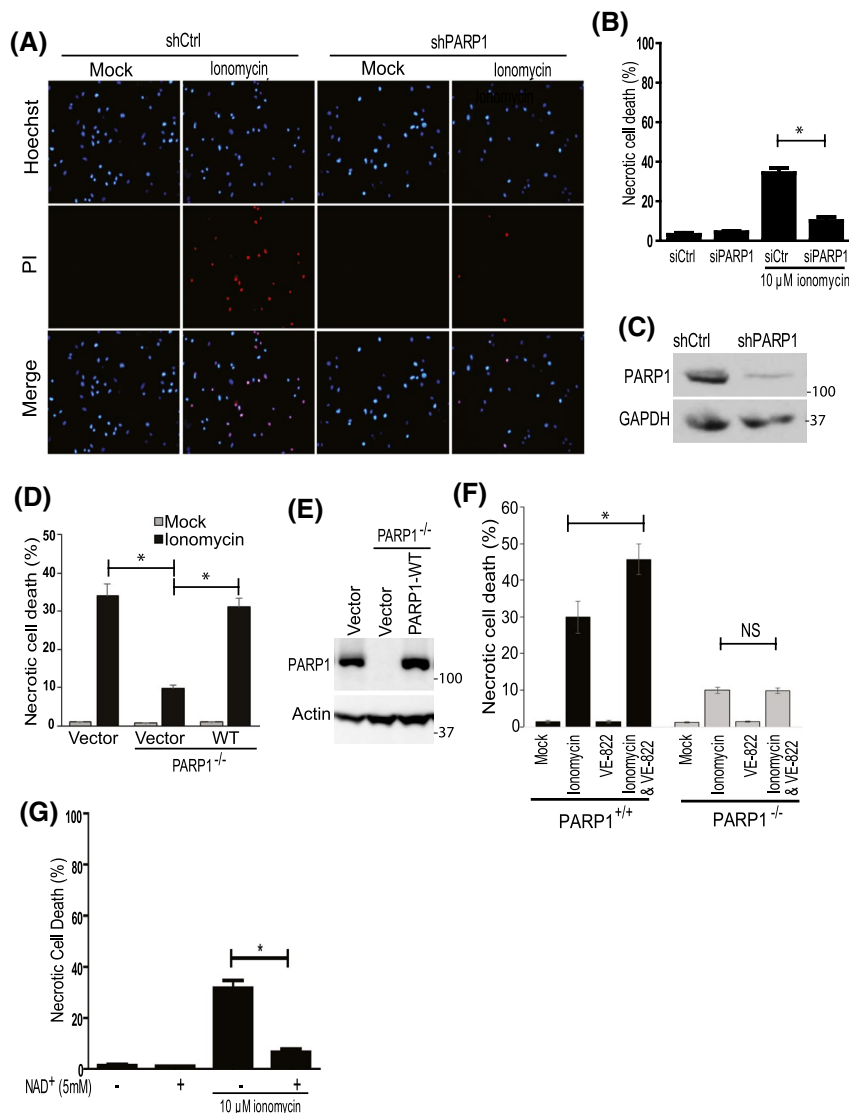 (A)
shCtrl shPARP1
Mock Ionomycin Mock Ionomycin
Ionomycin
Hoechst
PI
Merge
(B)
Necrotic cell death (%)
100
80
60
40
20
0
*
siCtrl siPARP1 siCtr siPARP1
10 µM ionomycin
(C)
shCtrl shPARP1
PARP1
-100
GAPDH
-37
(D)
Necrotic cell death (%)
50
40
30
20
10
0
Mock
Ionomycin
* *
Vector Vector WT
PARP1-/-
(E)
PARP1-/-
Vector Vector PARP1-WT
PARP1
-100
Actin
-37
(F)
Necrotic cell death (%)
60
50
40
30
20
10
0
*
NS
Mock Ionomycin VE-822 Ionomycin & VE-822 Mock Ionomycin VE-822 Ionomycin & VE-822
PARP1+/+ PARP1-/-
(G)
Necrotic Cell Death (%)
100
80
60
40
20
0
*
NAD+ (5mM) - + - +
10 µM ionomycin